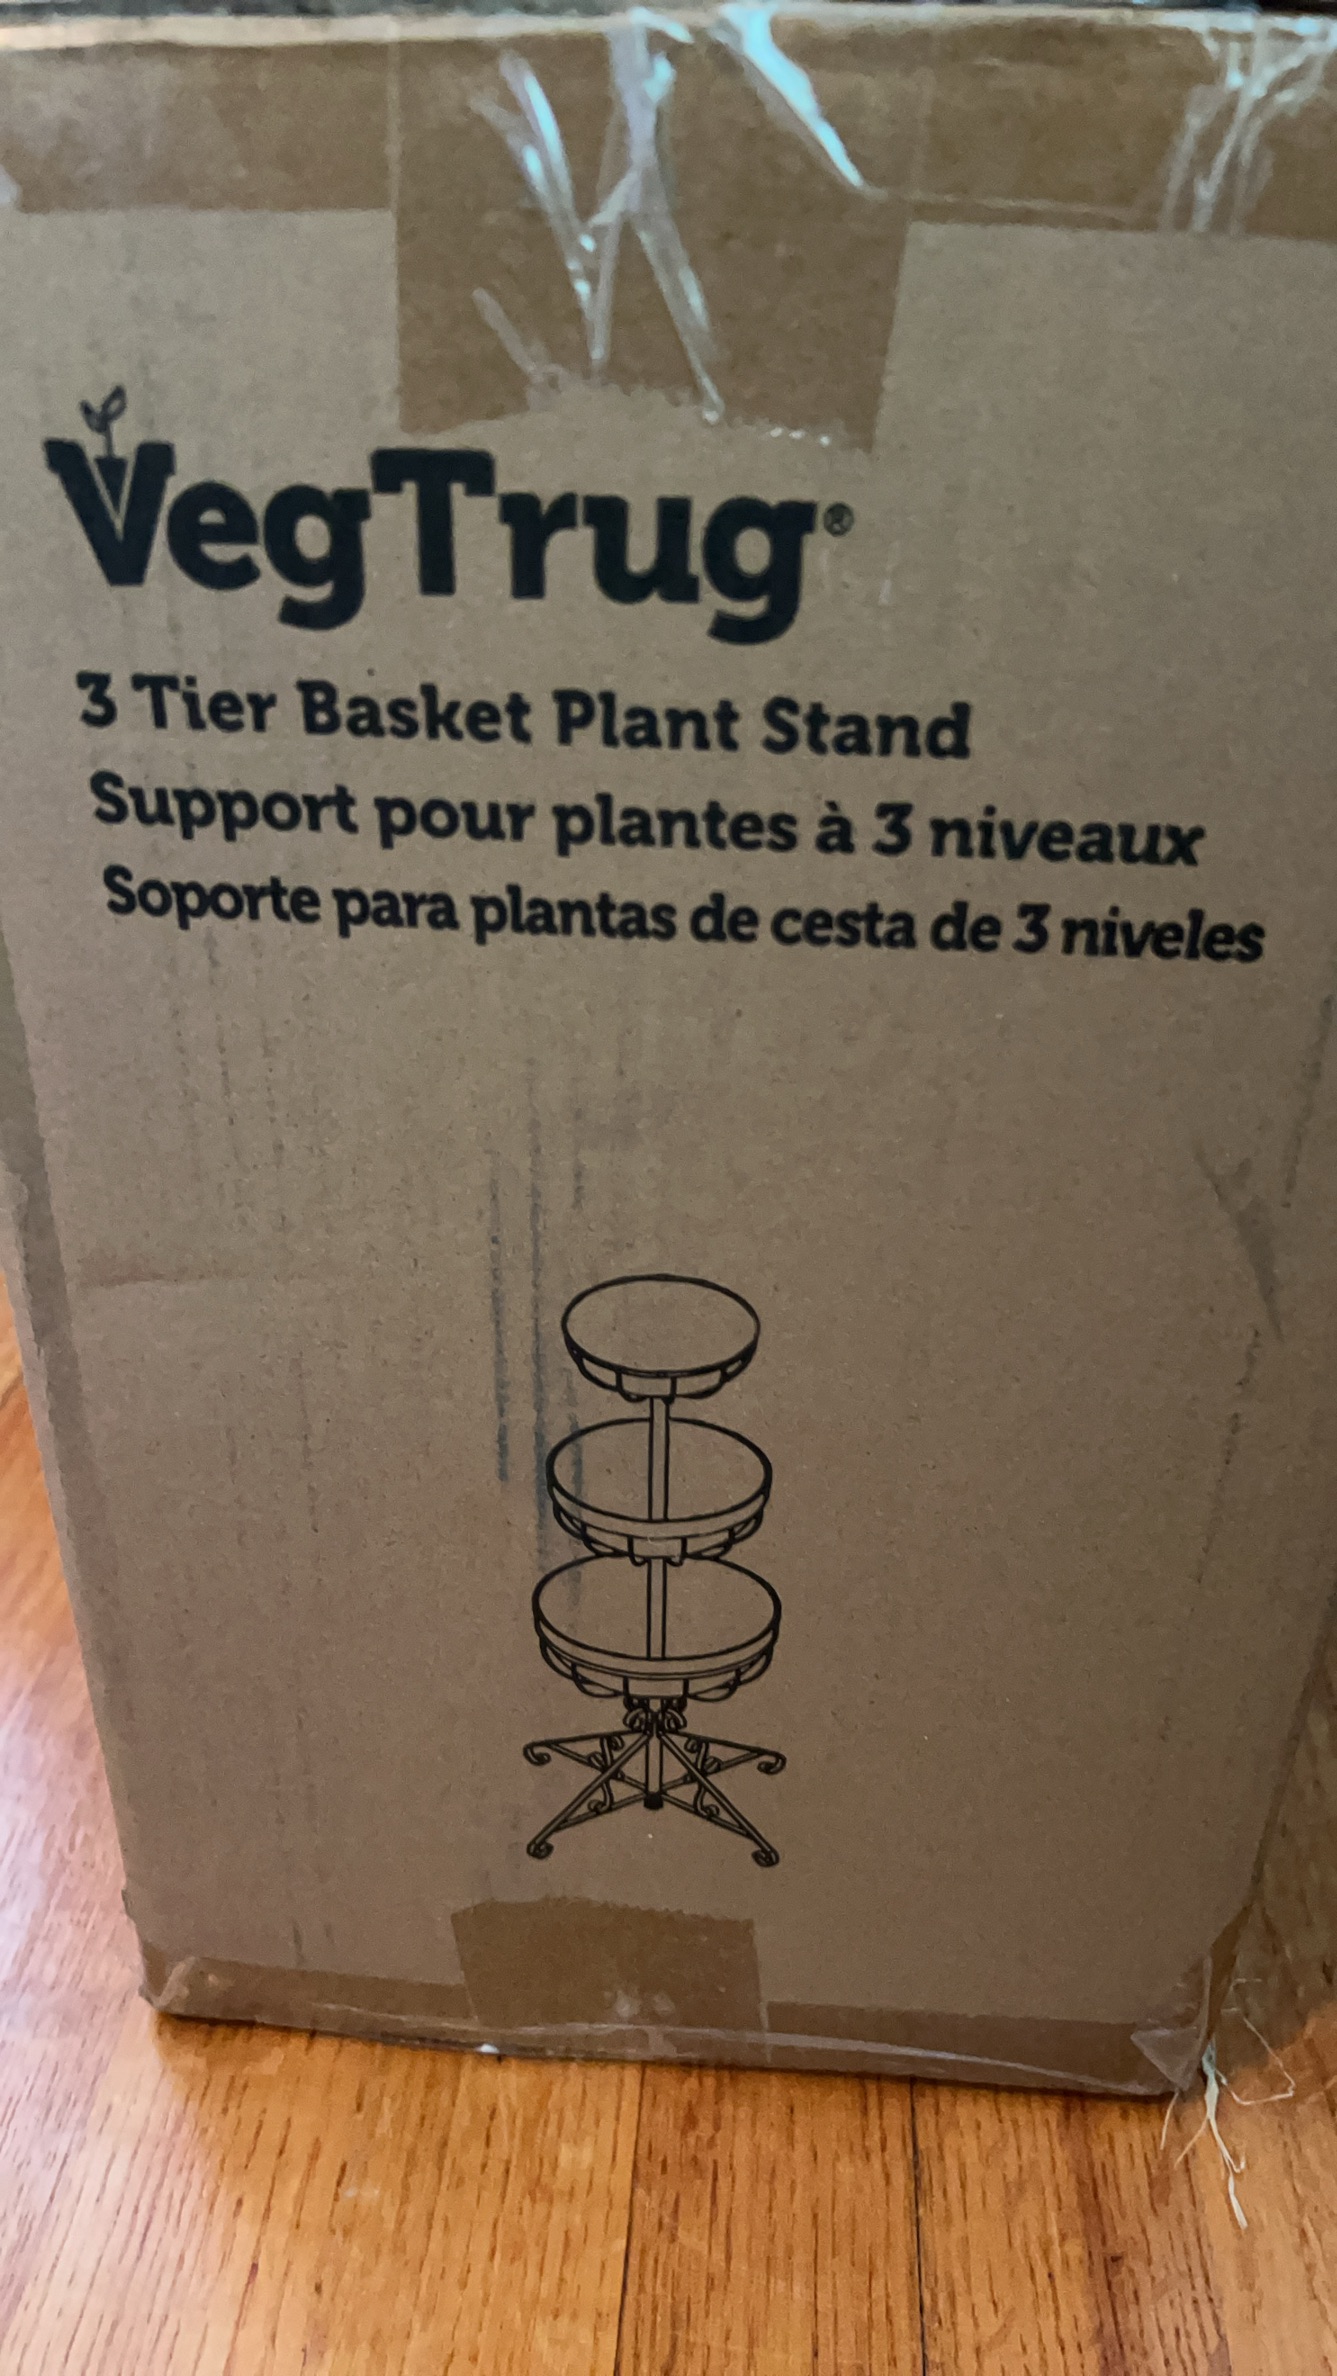 VegTrug®
3 Tier Basket Plant Stand
Support pour plantes à 3 niveaux
Soporte para plantas de cesta de 3 niveles